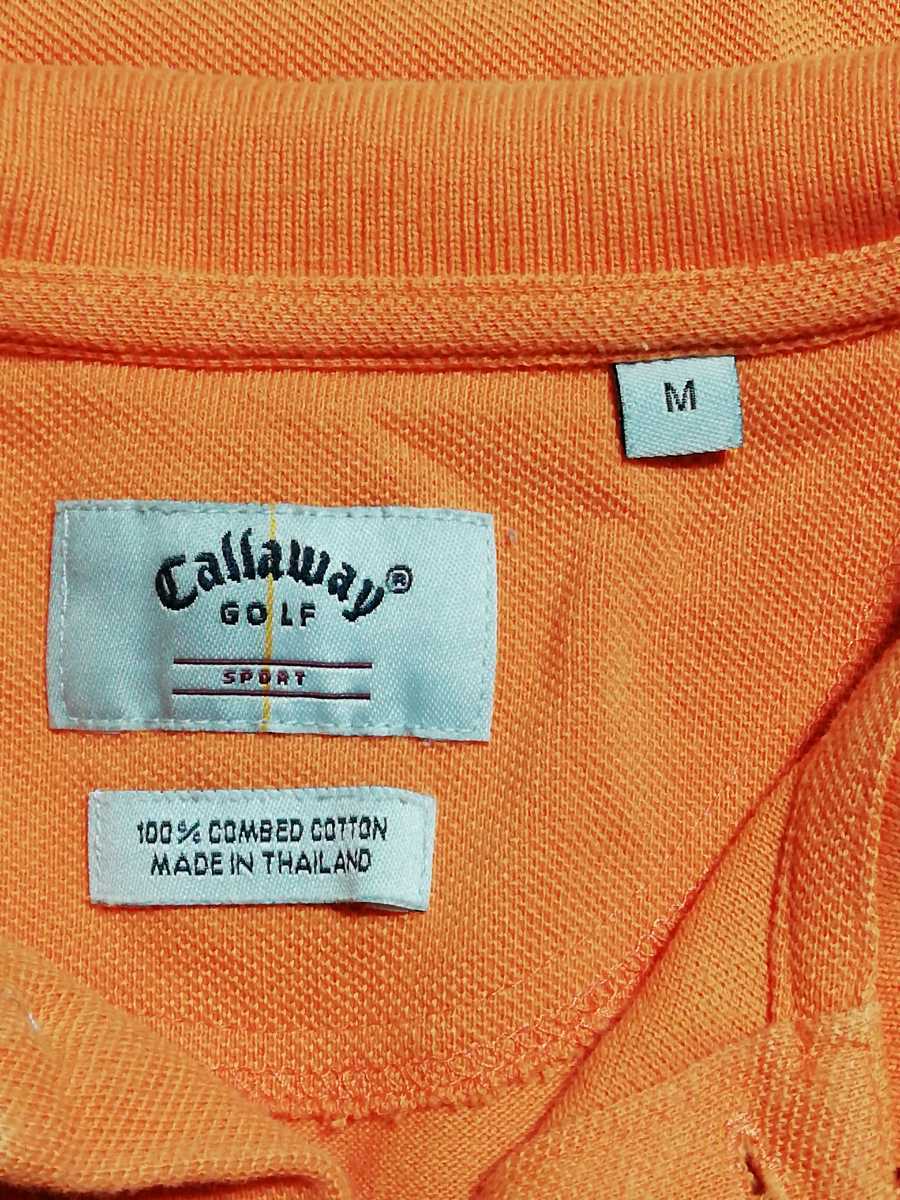 M
Callaway®
GOLF
SPORT
100% COMBED COTTON
MADE IN THAILAND